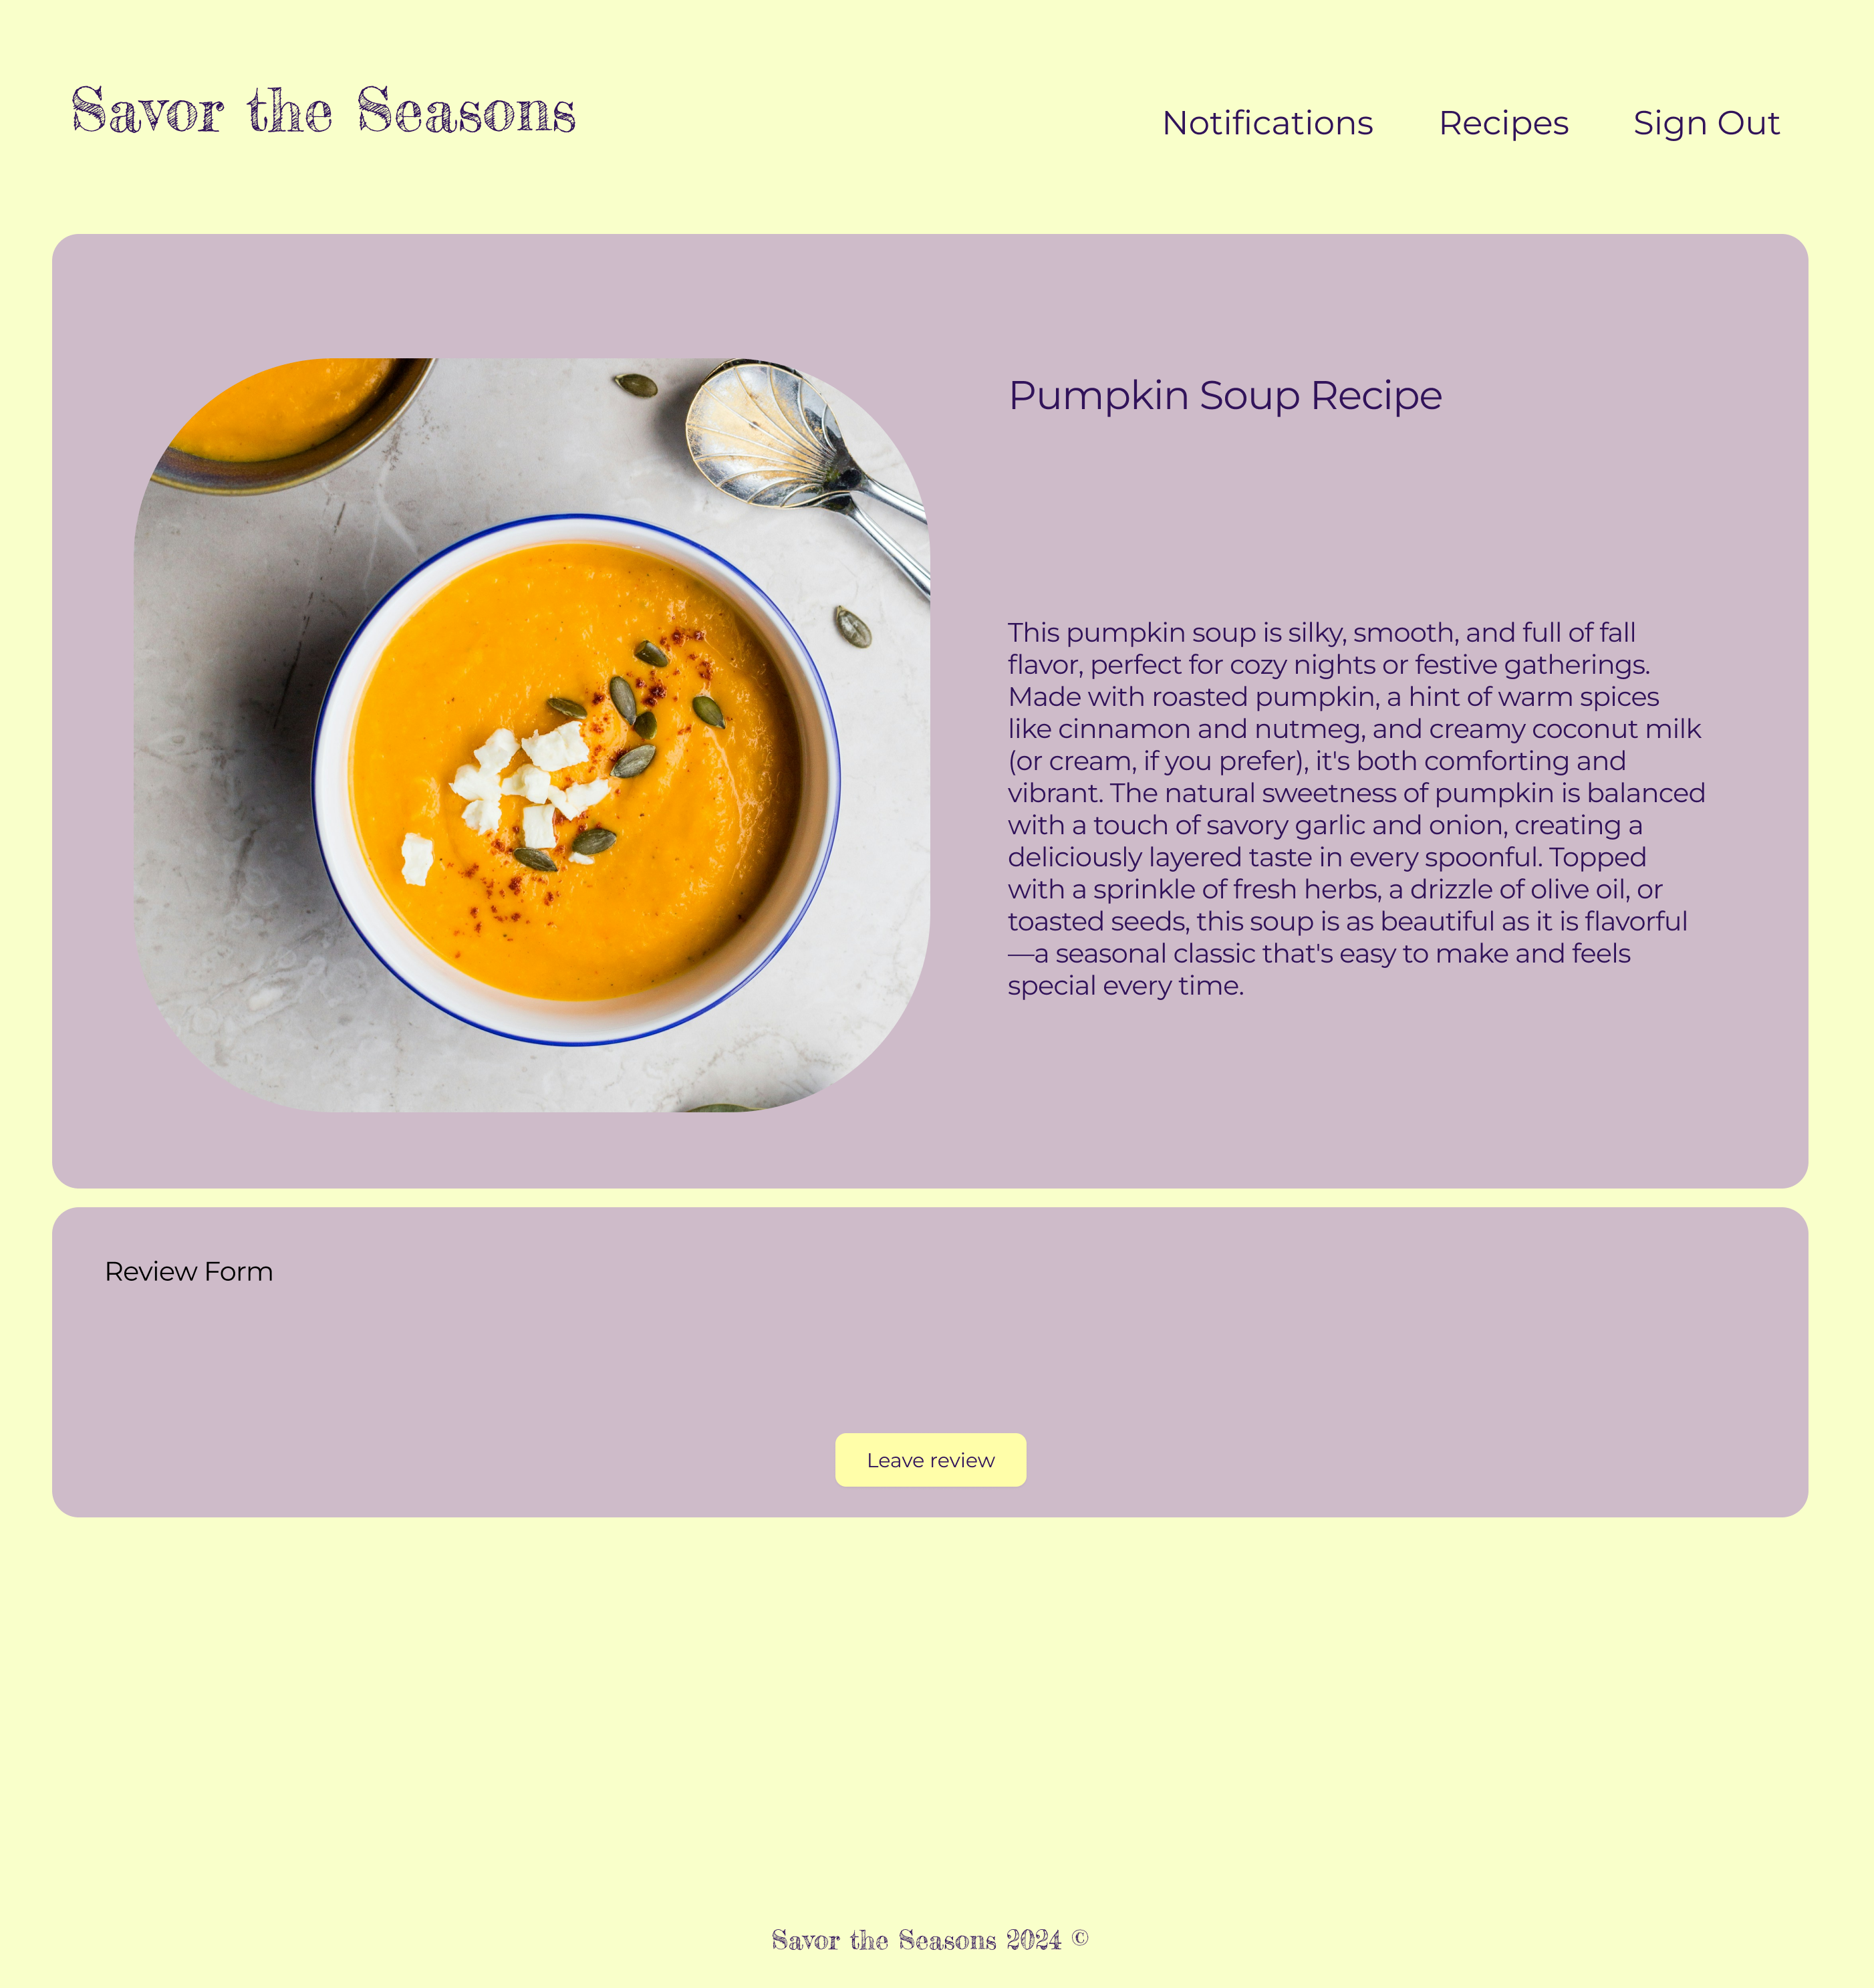 Savor the Seasons
Notifications Recipes Sign Out
Pumpkin Soup Recipe
This pumpkin soup is silky, smooth, and full of fall
flavor, perfect for cozy nights or festive gatherings.
Made with roasted pumpkin, a hint of warm spices
like cinnamon and nutmeg, and creamy coconut milk
(or cream, if you prefer), it's both comforting and
vibrant. The natural sweetness of pumpkin is balanced
with a touch of savory garlic and onion, creating a
deliciously layered taste in every spoonful. Topped
with a sprinkle of fresh herbs, a drizzle of olive oil, or
toasted seeds, this soup is as beautiful as it is flavorful
—a seasonal classic that's easy to make and feels
special every time.
Review Form
Leave review
Savor the Seasons 2024 ©